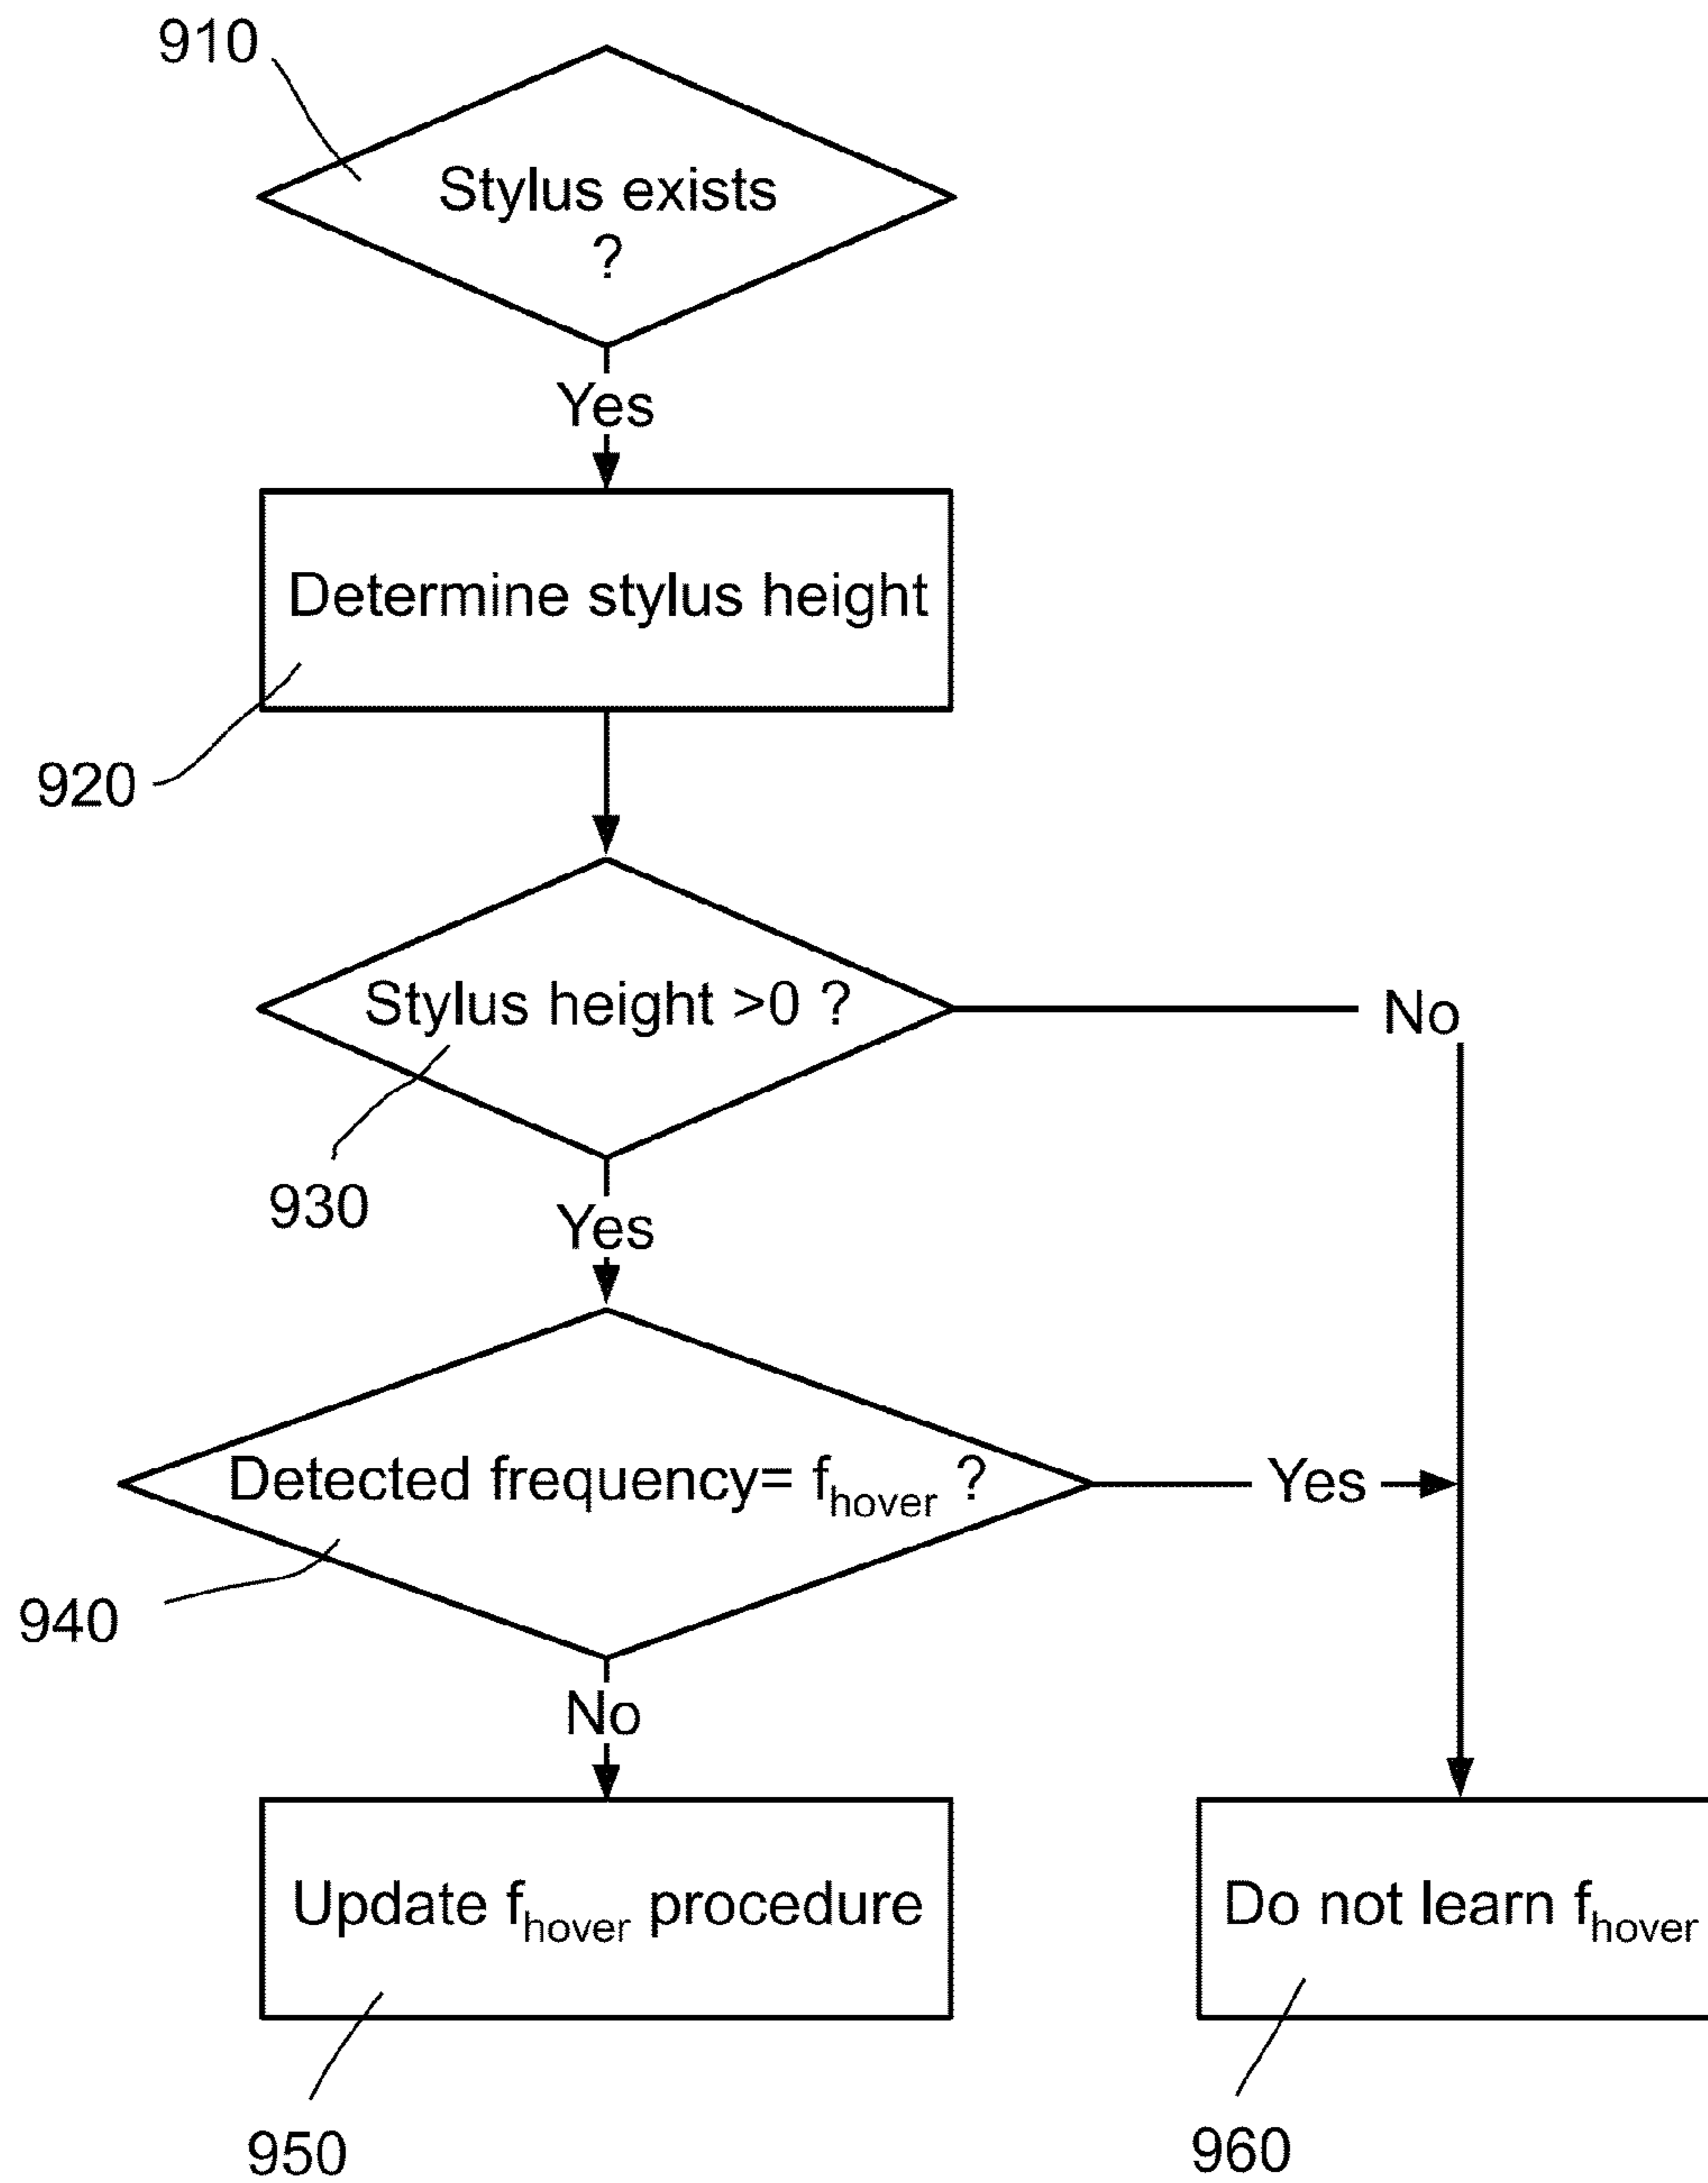 910
Stylus exists
?
Yes
Determine stylus height
920
Stylus height >0 ?
No
930
Yes
Detected frequency= fhover ?
Yes
940
No
Update fhover procedure
Do not learn fhover
950
960